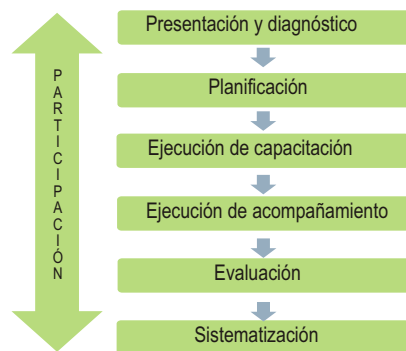 PARTICIPACIÓN
Presentación y diagnóstico
Planificación
Ejecución de capacitación
Ejecución de acompañamiento
Evaluación
Sistematización